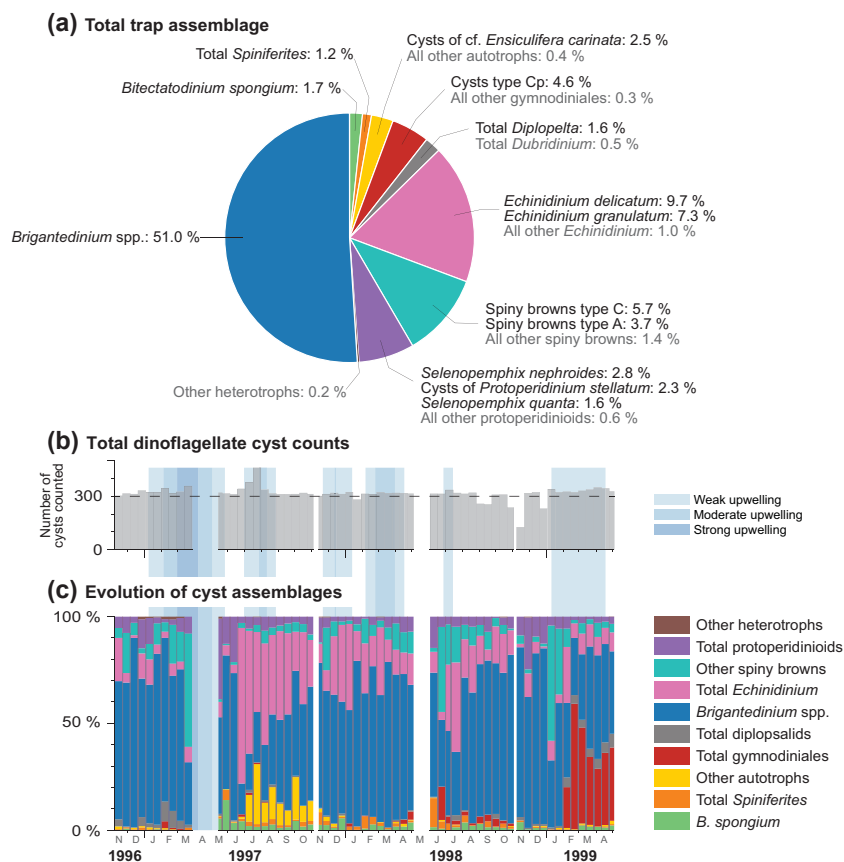 (a) Total trap assemblage
Total Spiniferites: 1.2 %
Bitectatodinium spongium: 1.7 %
Cysts of cf. Ensiculifera carinata: 2.5 %
All other autotrophs: 0.4 %
Cysts type Cp: 4.6 %
All other gymnodiniales: 0.3 %
Total Diplopelta: 1.6 %
Total Dubridinium: 0.5 %
Echinidinium delicatum: 9.7 %
Echinidinium granulatum: 7.3 %
All other Echinidinium: 1.0 %
Brigantedinium spp.: 51.0 %
Spiny browns type C: 5.7 %
Spiny browns type A: 3.7 %
All other spiny browns: 1.4 %
Selenopemphix nephroides: 2.8 %
Cysts of Protoperidinium stellatum: 2.3 %
Selenopemphix quanta: 1.6 %
All other protoperidinioids: 0.6 %
Other heterotrophs: 0.2 %
(b) Total dinoflagellate cyst counts
Number of
cysts counted
300
0
Weak upwelling
Moderate upwelling
Strong upwelling
(c) Evolution of cyst assemblages
100 %
50 %
0 %
Other heterotrophs
Total protoperidinioids
Other spiny browns
Total Echinidinium
Brigantedinium spp.
Total diplopsalids
Total gymnodiniales
Other autotrophs
Total Spiniferites
B. spongium
N D J F M A M J J A S O N D J F M A M J J A S O N D J F M A
1996 1997 1998 1999